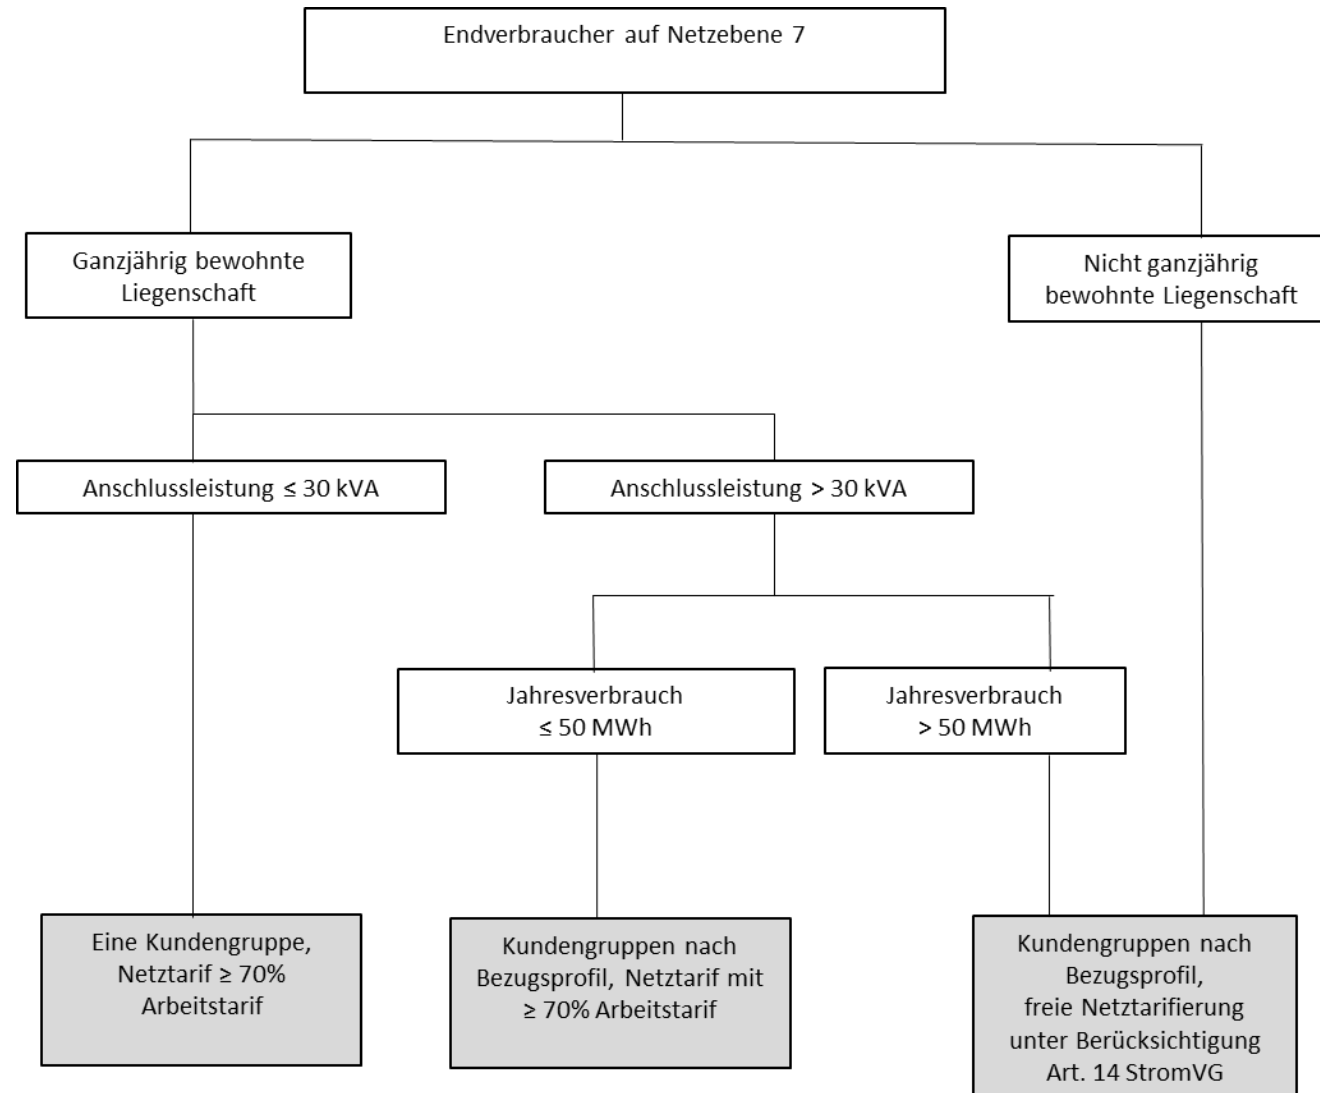 Endverbraucher auf Netzebene 7
Ganzjährig bewohnte
Liegenschaft
Nicht ganzjährig
bewohnte Liegenschaft
Anschlussleistung ≤ 30 kVA
Anschlussleistung > 30 kVA
Jahresverbrauch
≤ 50 MWh
Jahresverbrauch
> 50 MWh
Eine Kundengruppe,
Netztarif ≥ 70%
Arbeitstarif
Kundengruppen nach
Bezugsprofil, Netztarif mit
≥ 70% Arbeitstarif
Kundengruppen nach
Bezugsprofil,
freie Netztarifierung
unter Berücksichtigung
Art. 14 StromVG